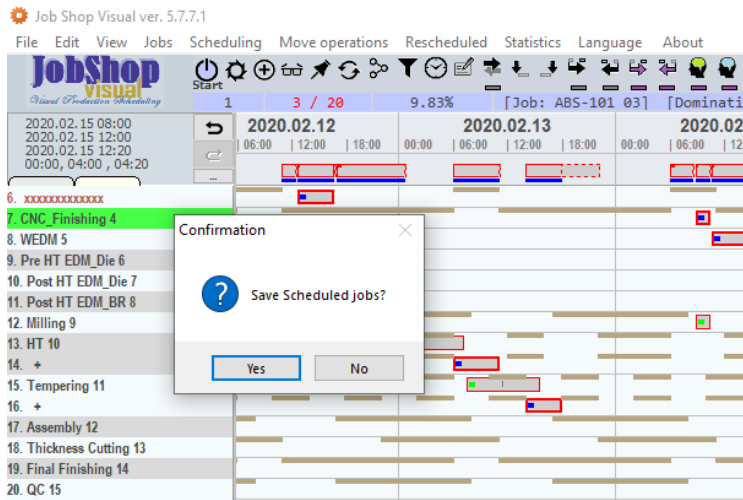 Job Shop Visual ver. 5.7.7.1
File Edit View Jobs Scheduling Move operations Rescheduled Statistics Language About
JobShop
VISUAL
Visual Production Scheduling
Start
1 3 / 20 9.83% [Job: ABS-101 03] [Dominati
2020.02.15 08:00
2020.02.15 12:00
2020.02.15 12:20
00:00, 04:00 , 04:20
2020.02.12 2020.02.13 2020.02
06:00 12:00 18:00 00:00 06:00 12:00 18:00 00:00 06:00 12
...
6. xxxxxxxxxxxxx
7. CNC_Finishing 4
8. WEDM 5
9. Pre HT EDM_Die 6
10. Post HT EDM_Die 7
11. Post HT EDM_BR 8
12. Milling 9
13. HT 10
14. +
15. Tempering 11
16. +
17. Assembly 12
18. Thickness Cutting 13
19. Final Finishing 14
20. QC 15
Confirmation
Save Scheduled jobs?
Yes No